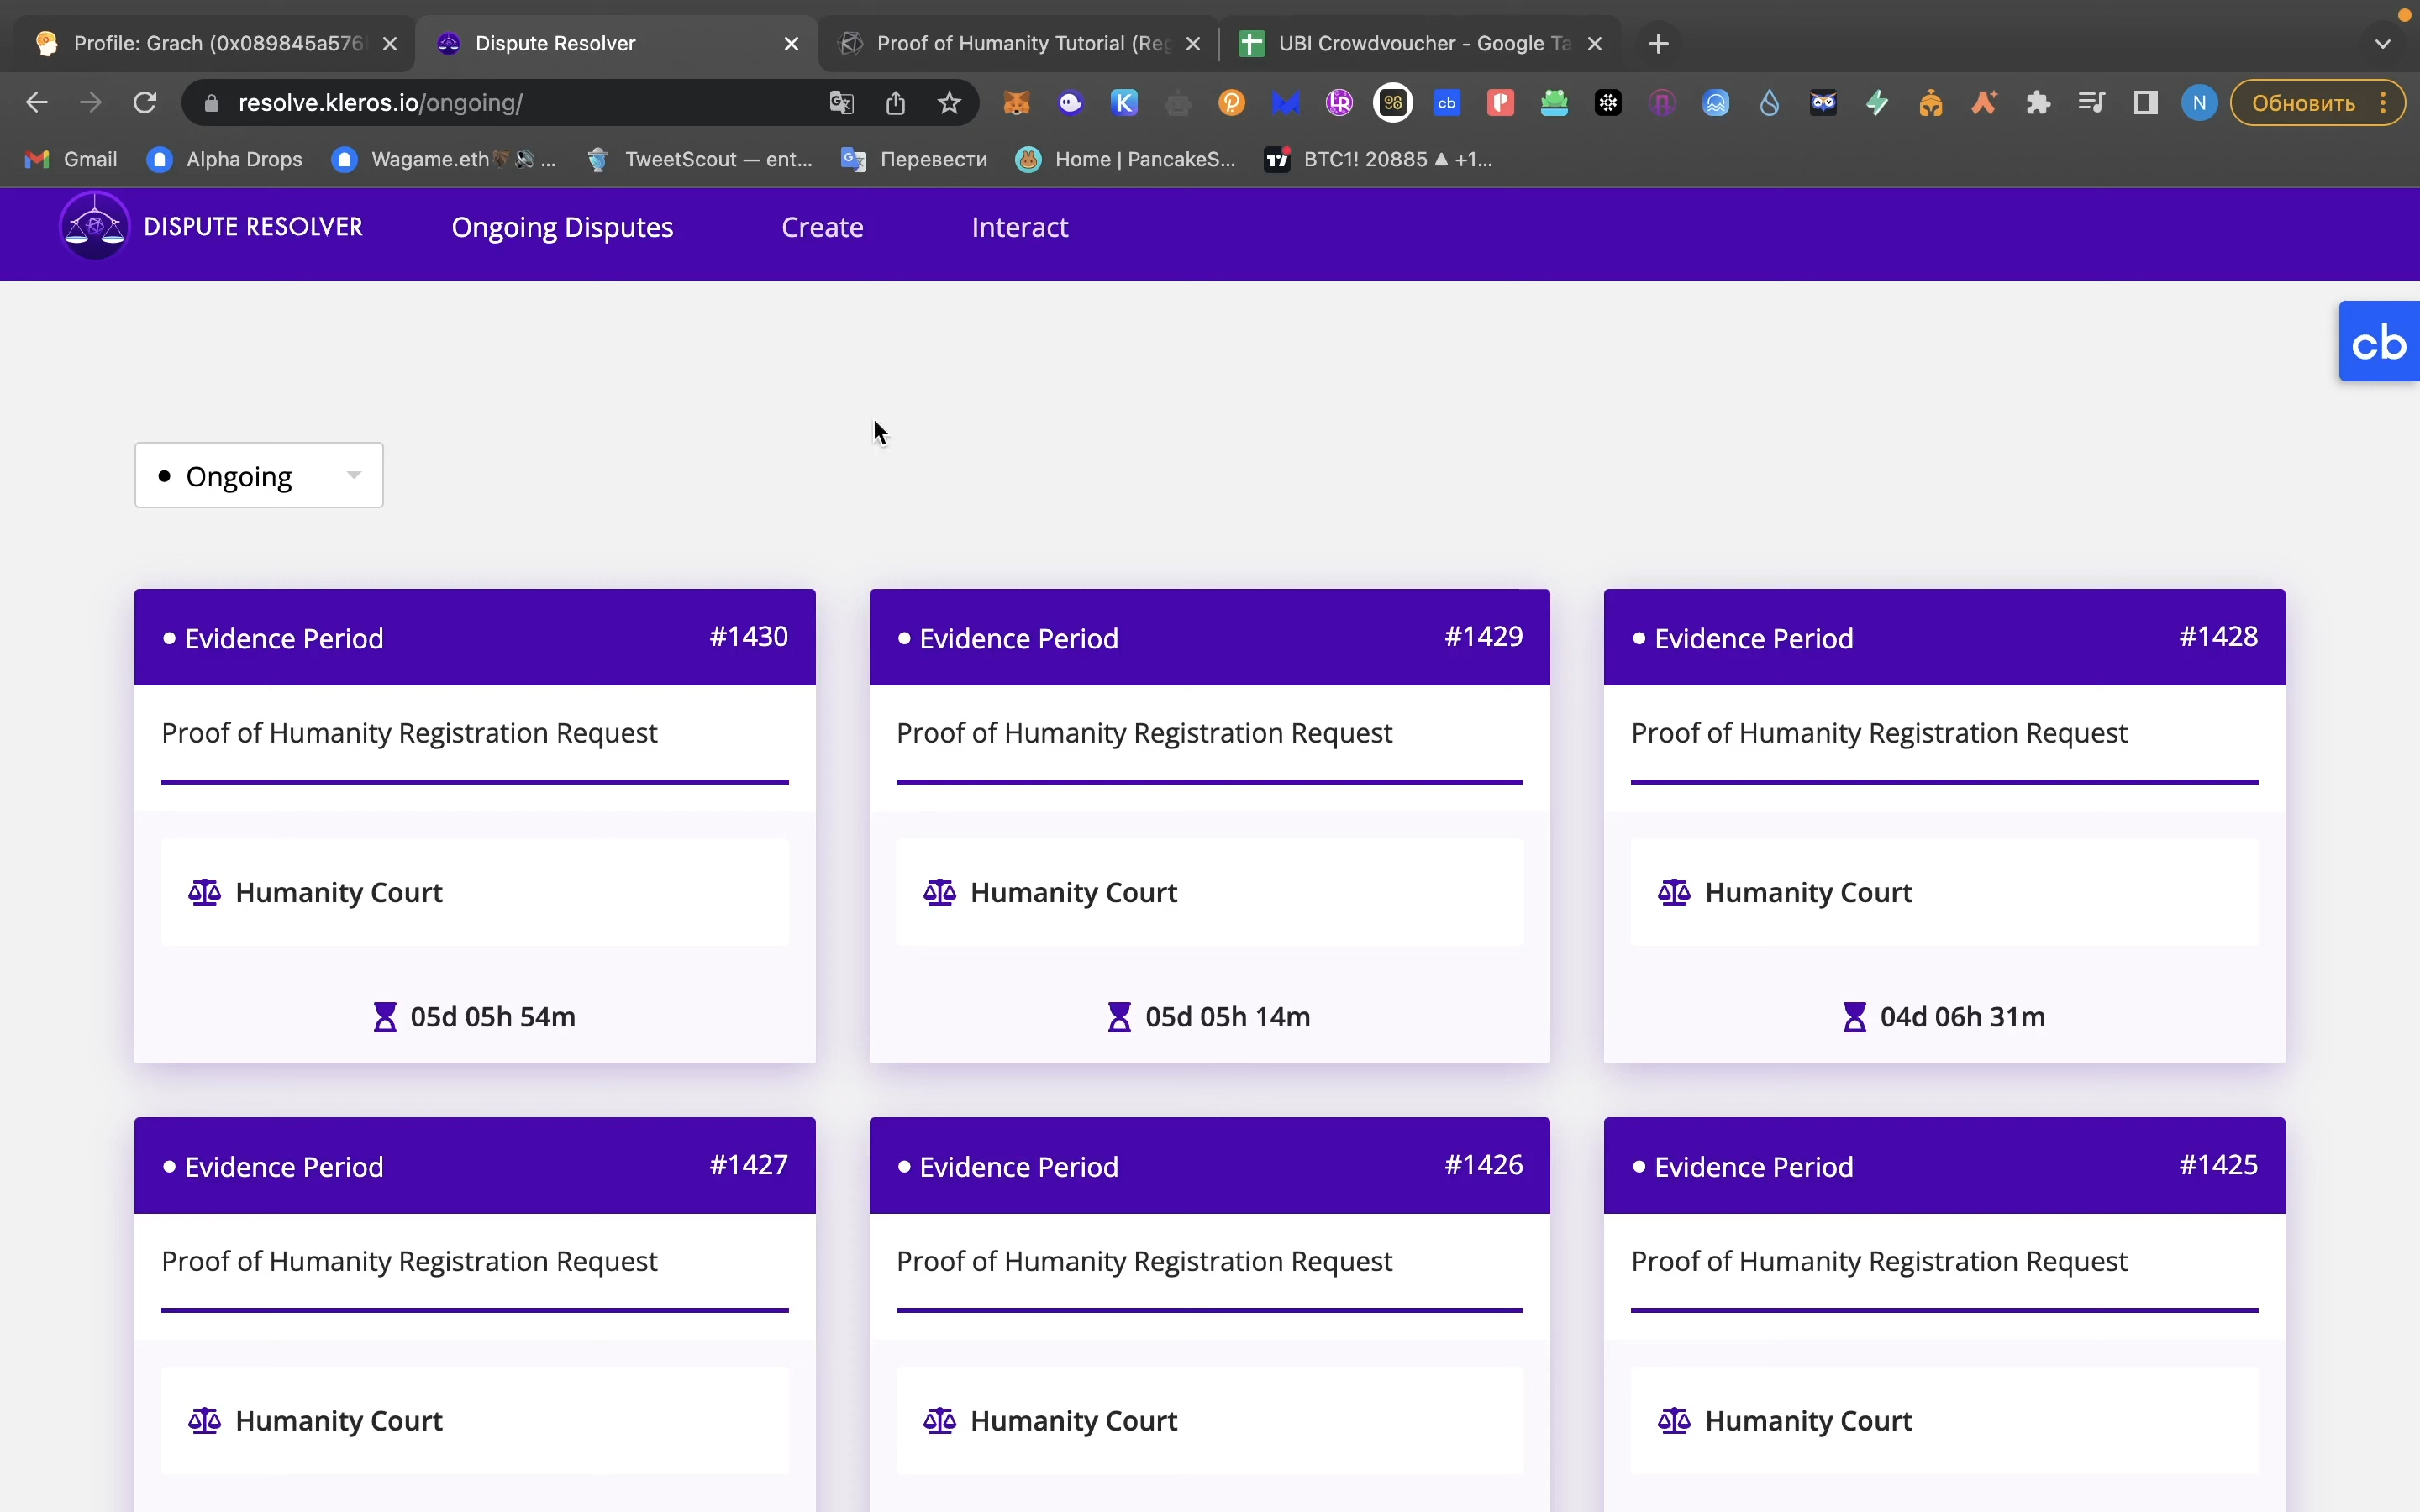 Profile: Grach (0x089845a576
Dispute Resolver
Proof of Humanity Tutorial (Reg
UBI Crowdvoucher - Google Ta
resolve.kleros.io/ongoing/
Обновить
Gmail
Alpha Drops
Wagame.eth ...
TweetScout — ent...
Перевести
Home | PancakeS...
BTC1! 20885 ▲ +1...
DISPUTE RESOLVER
Ongoing Disputes
Create
Interact
cb
Ongoing
Evidence Period #1430
Evidence Period #1429
Evidence Period #1428
Proof of Humanity Registration Request
Proof of Humanity Registration Request
Proof of Humanity Registration Request
Humanity Court
Humanity Court
Humanity Court
05d 05h 54m
05d 05h 14m
04d 06h 31m
Evidence Period #1427
Evidence Period #1426
Evidence Period #1425
Proof of Humanity Registration Request
Proof of Humanity Registration Request
Proof of Humanity Registration Request
Humanity Court
Humanity Court
Humanity Court